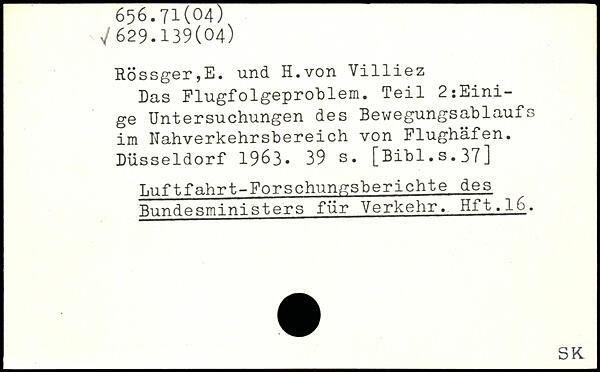 656.71(04)
√629.139(04)
Rössger,E. und H.von Villiez
Das Flugfolgeproblem. Teil 2:Eini-
ge Untersuchungen des Bewegungsablaufs
im Nahverkehrsbereich von Flughäfen.
Düsseldorf 1963. 39 s. [Bibl.s.37]
Luftfahrt-Forschungsberichte des
Bundesministers für Verkehr. Hft.16.
SK